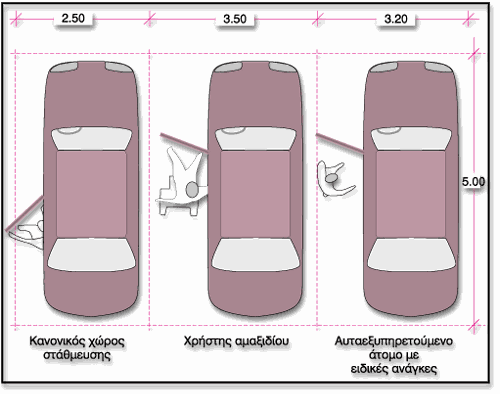 2.50 3.50 3.20
5.00
Κανονικός χώρος
στάθμευσης
Χρήστης αμαξιδίου
Αυταεξυπηρετούμενο
άτομο με
ειδικές ανάγκες